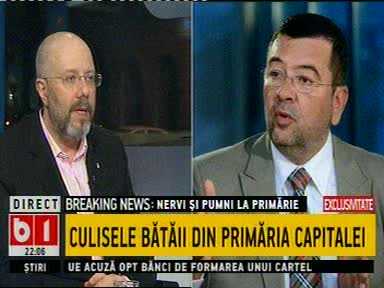 DIRECT
BREAKING NEWS: NERVI ȘI PUMNI LA PRIMĂRIE
EXCLUSIVITATE
b1
22:06
CULISELE BĂTĂII DIN PRIMĂRIA CAPITALEI
ȘTIRI
UE ACUZĂ OPT BĂNCI DE FORMAREA UNUI CARTEL